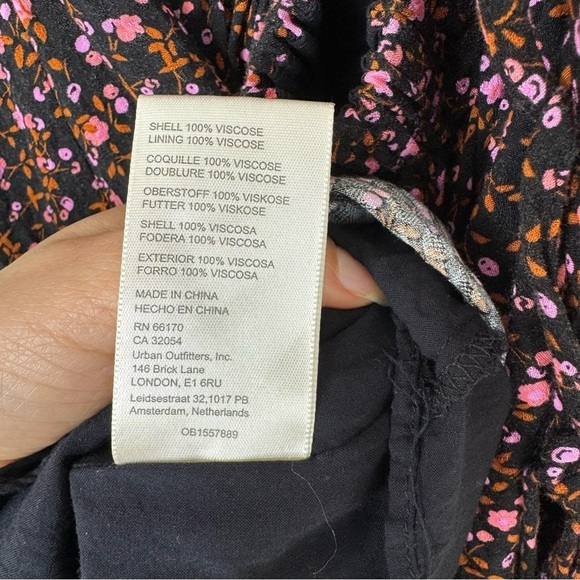 SHELL 100% VISCOSE
LINING 100% VISCOSE
COQUILLE 100% VISCOSE
DOUBLURE 100% VISCOSE
OBERSTOFF 100% VISKOSE
FUTTER 100% VISKOSE
SHELL 100% VISCOSA
FODERA 100% VISCOSA
EXTERIOR 100% VISCOSA
FORRO 100% VISCOSA
MADE IN CHINA
HECHO EN CHINA
RN 66170
CA 32054
Urban Outfitters, Inc.
146 Brick Lane
LONDON, E1 6RU
Leidsestraat 32,1017 PB
Amsterdam, Netherlands
OB1557889